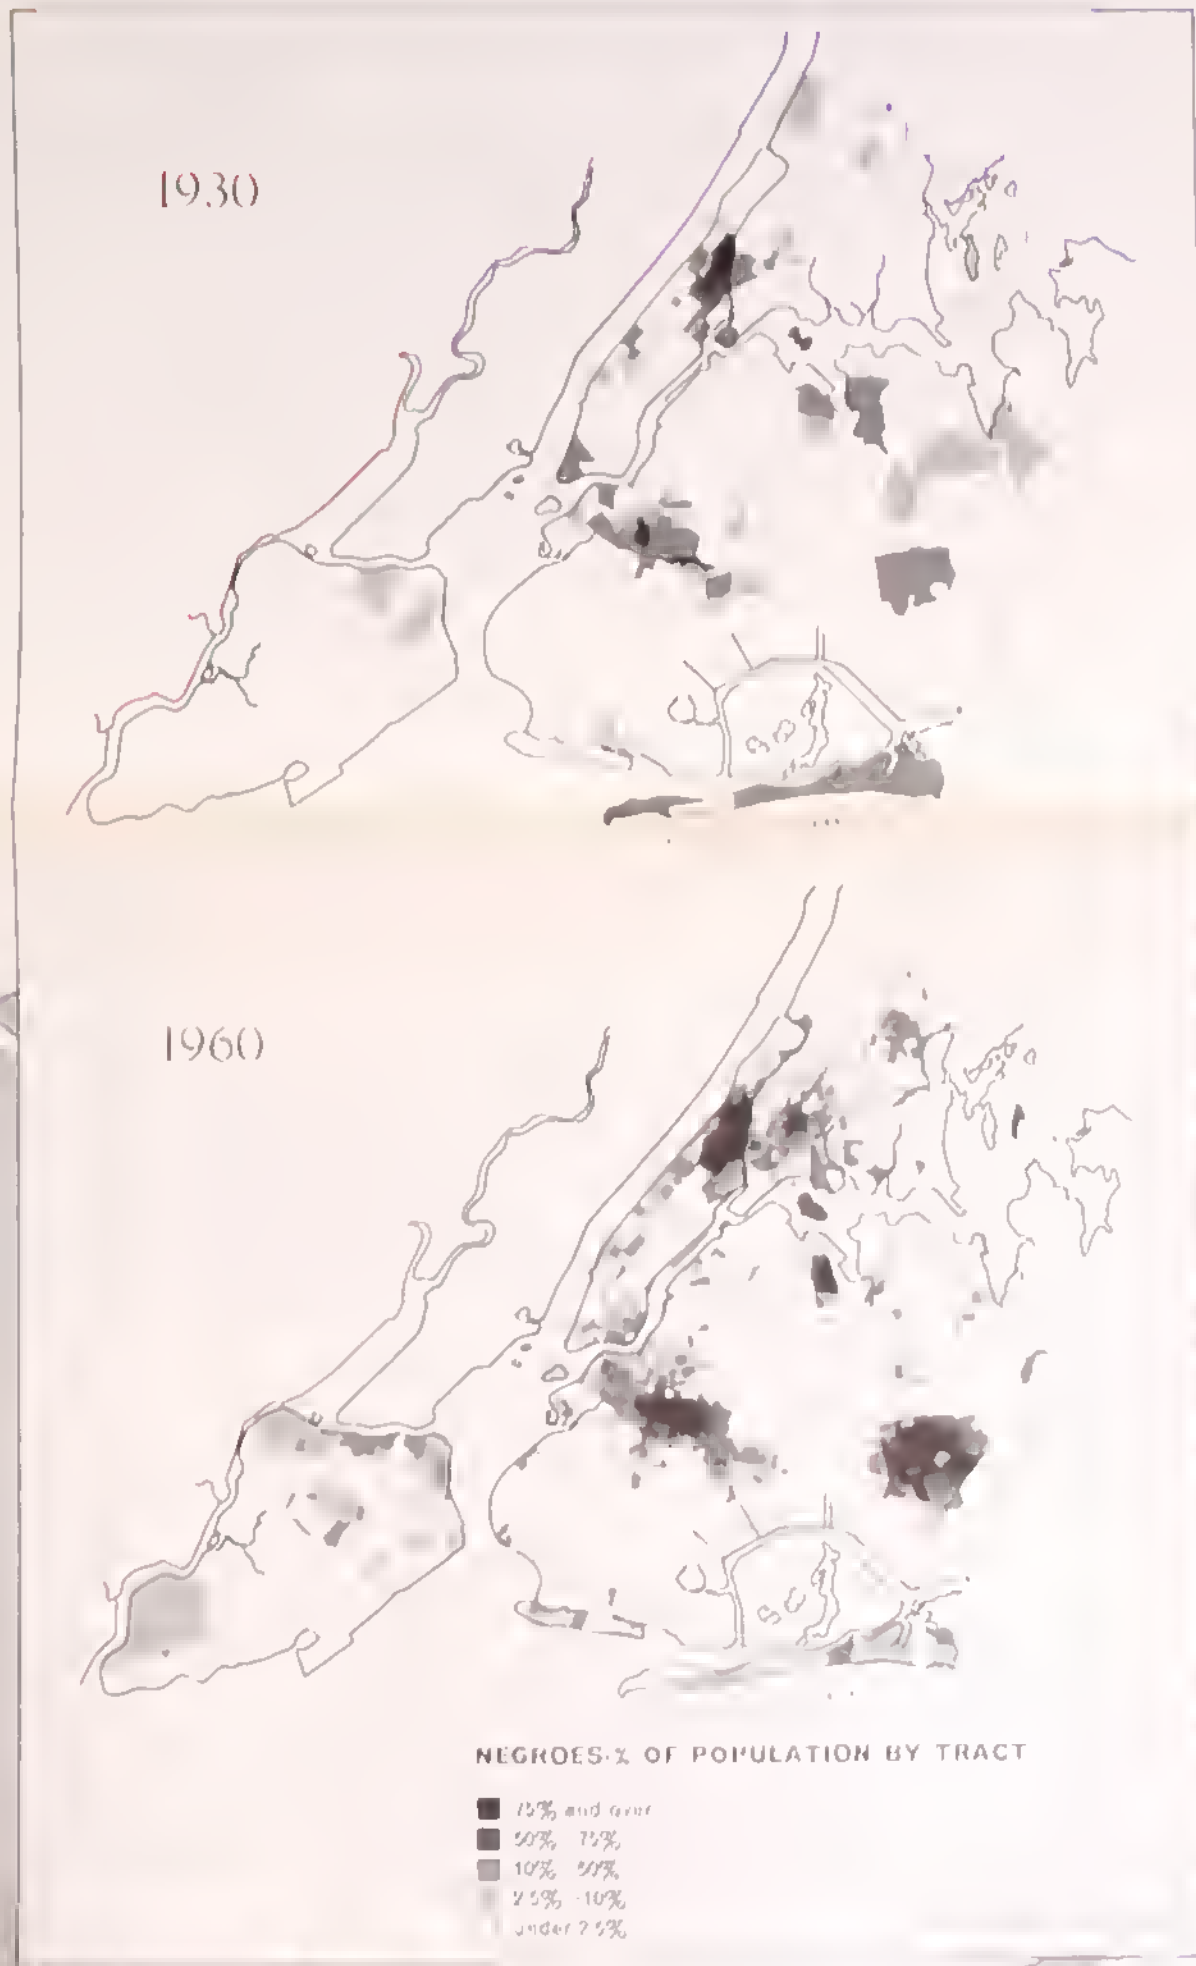 1930
1960
NEGROES-% OF POPULATION BY TRACT
75% and over
50% 75%
10% 50%
2.5% -10%
under 2.5%